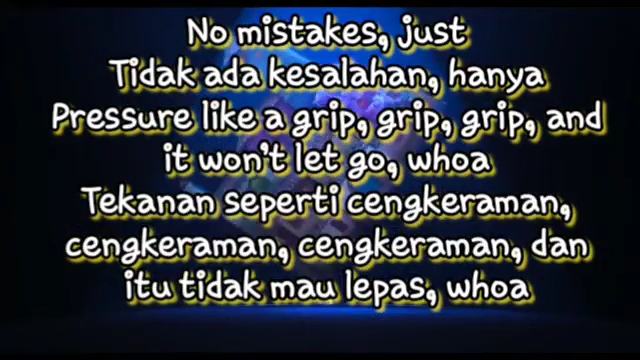 No mistakes, just
Tidak ada kesalahan, hanya
Pressure like a grip, grip, grip, and
it won't let go, whoa
Tekanan seperti cengkeraman,
cengkeraman, cengkeraman, dan
itu tidak mau lepas, whoa